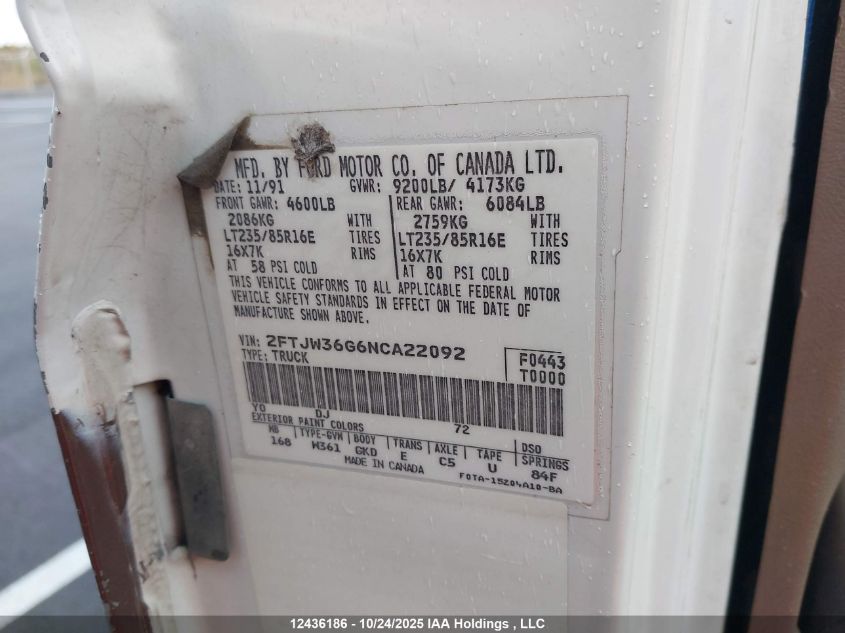 MFD. BY FORD MOTOR CO. OF CANADA LTD.
DATE: 11/91 GVWR: 9200LB/ 4173KG
FRONT GAWR: 4600LB REAR GAWR: 6084LB
2086KG WITH 2759KG WITH
LT235/85R16E TIRES LT235/85R16E TIRES
16X7K RIMS 16X7K RIMS
AT 58 PSI COLD AT 80 PSI COLD
THIS VEHICLE CONFORMS TO ALL APPLICABLE FEDERAL MOTOR
VEHICLE SAFETY STANDARDS IN EFFECT ON THE DATE OF
MANUFACTURE SHOWN ABOVE.
VIN: 2FTJW36G6NCA22092 F0443
TYPE: TRUCK T0000
YO DJ 72
EXTERIOR PAINT COLORS DSO
WB TYPE-GVW BODY TRANS AXLE TAPE SPRINGS
168 W361 GKD E C5 U 84F
MADE IN CANADA FOTA-15Z04A10-BA
12436186 - 10/24/2025 IAA Holdings , LLC